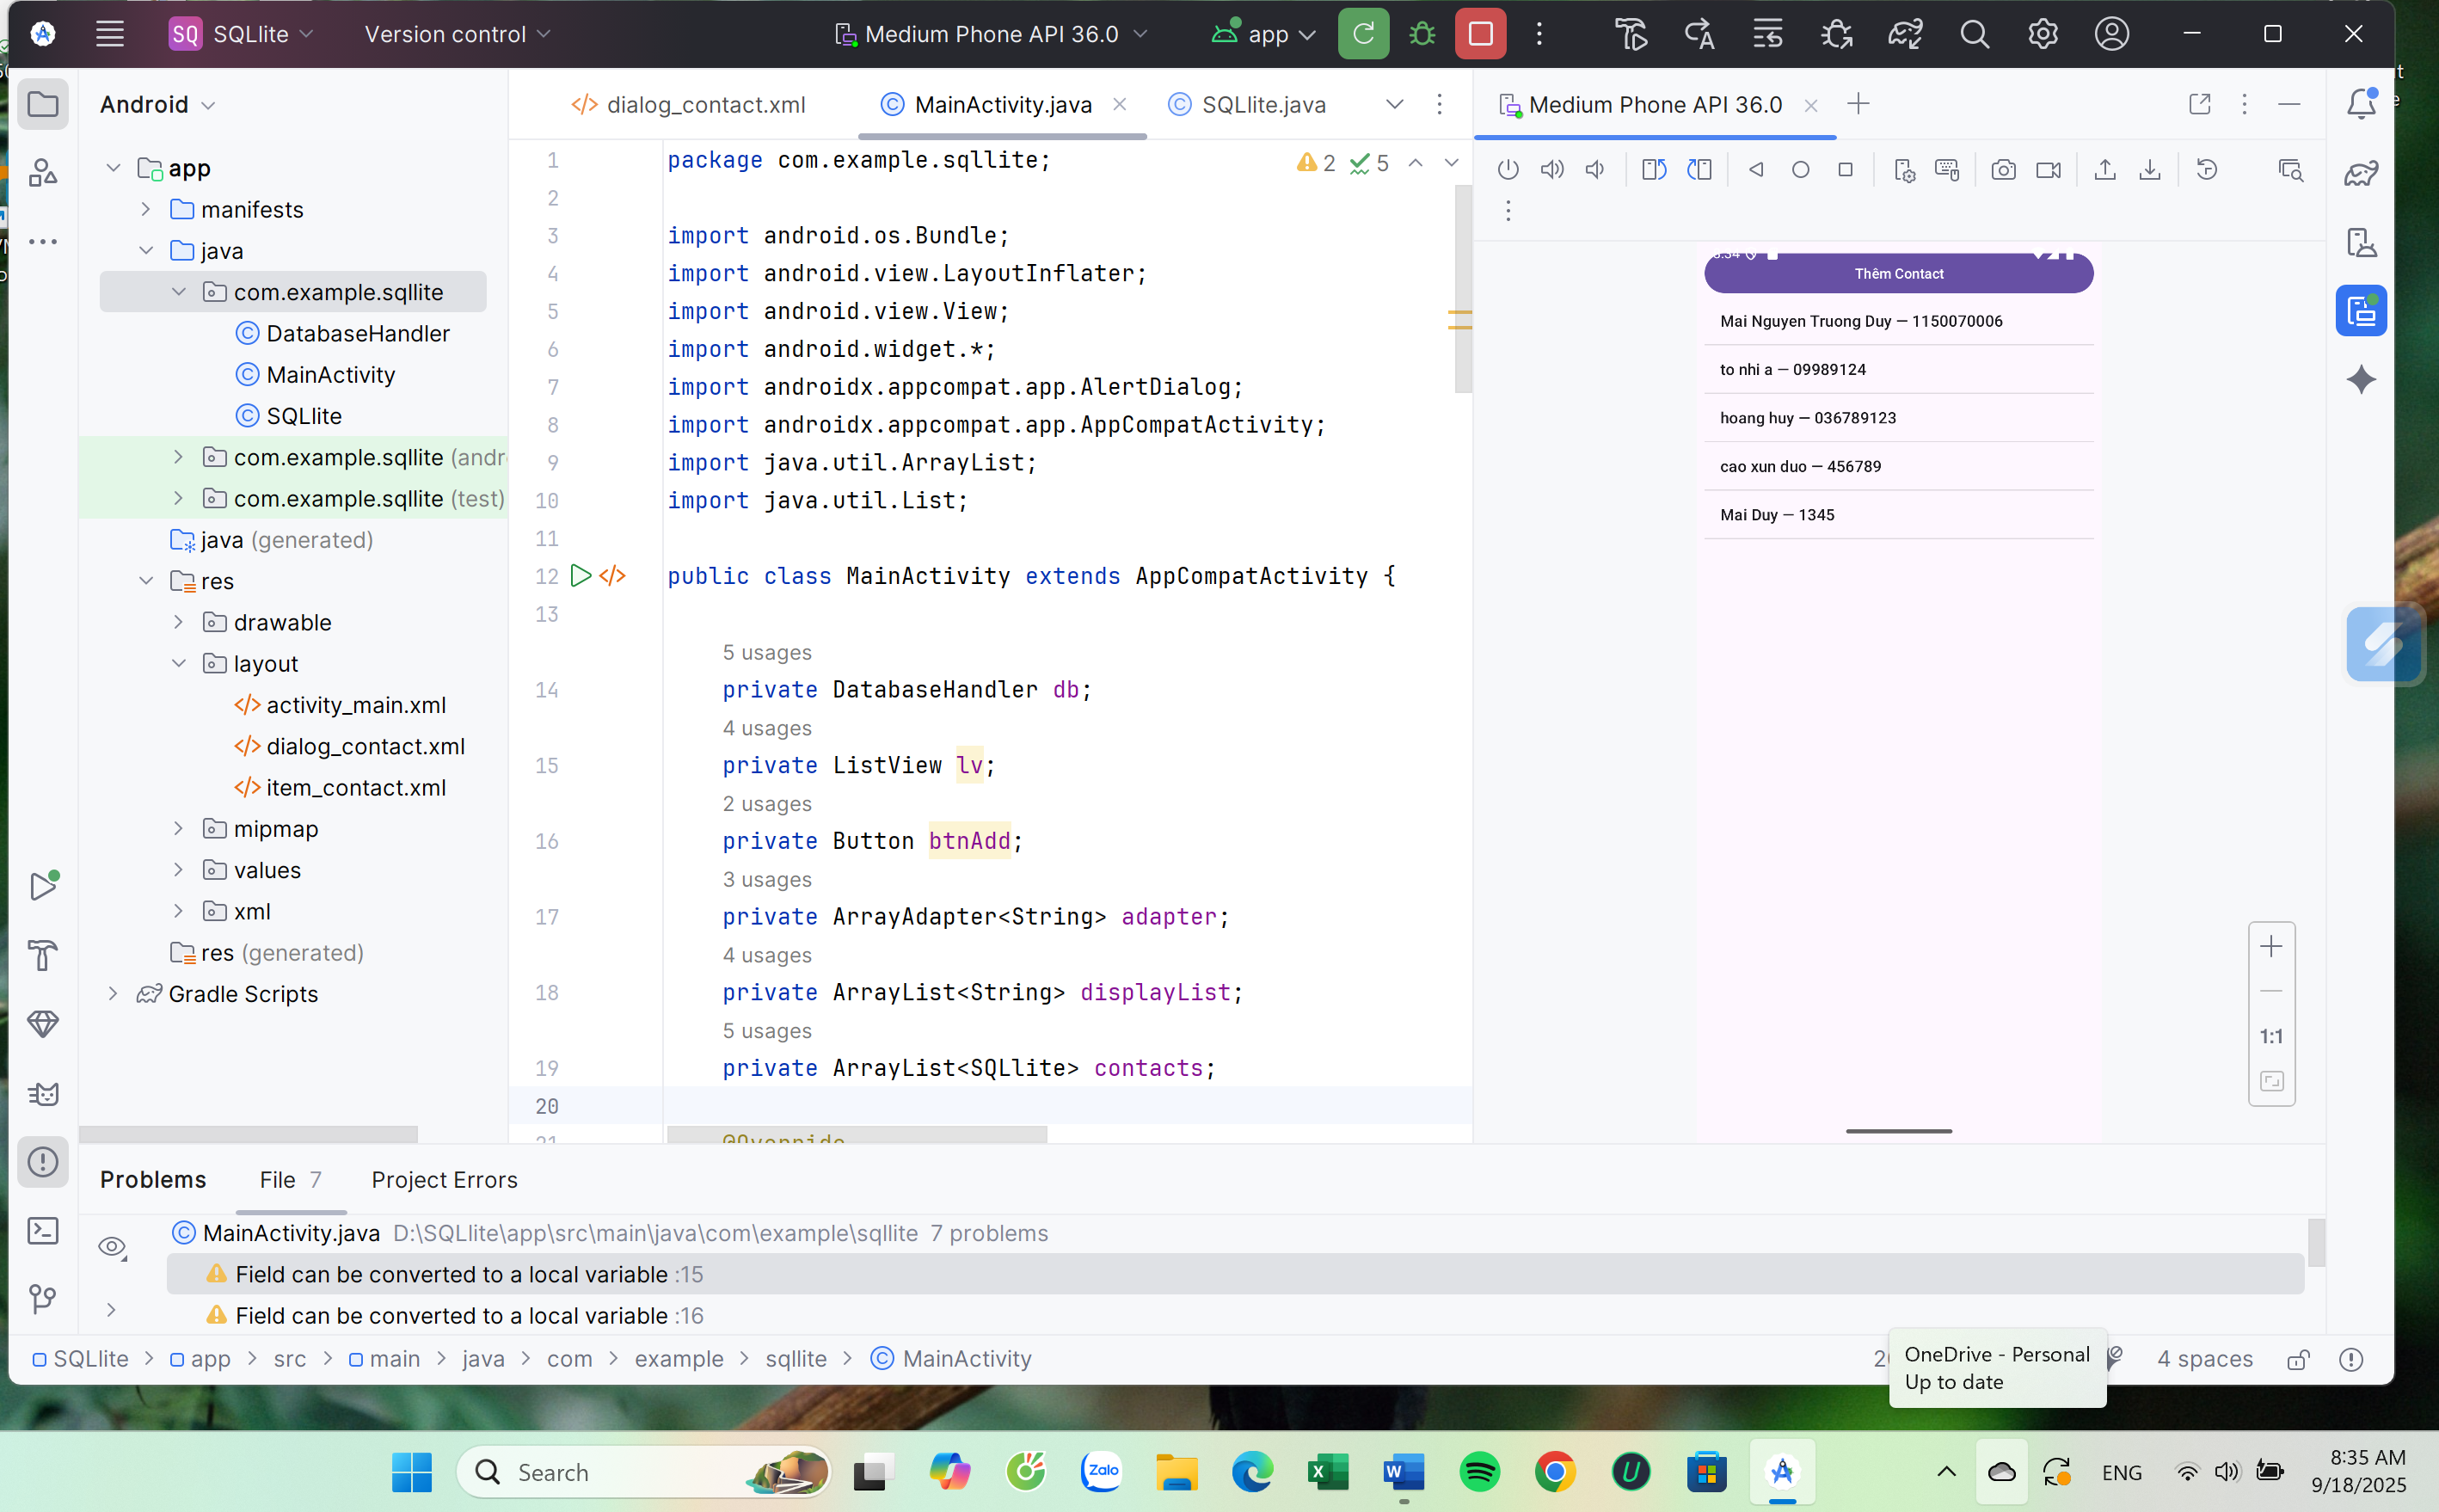 SQ SQLlite
Version control
Medium Phone API 36.0
app
Android
dialog_contact.xml
MainActivity.java
SQLlite.java
Medium Phone API 36.0
app
manifests
java
com.example.sqllite
DatabaseHandler
MainActivity
SQLlite
com.example.sqllite (andr
com.example.sqllite (test)
java (generated)
res
drawable
layout
activity_main.xml
dialog_contact.xml
item_contact.xml
mipmap
values
xml
res (generated)
Gradle Scripts
2 5
1 package com.example.sqllite;
2
3 import android.os.Bundle;
4 import android.view.LayoutInflater;
5 import android.view.View;
6 import android.widget.*;
7 import androidx.appcompat.app.AlertDialog;
8 import androidx.appcompat.app.AppCompatActivity;
9 import java.util.ArrayList;
10 import java.util.List;
11
12 public class MainActivity extends AppCompatActivity {
13
5 usages
14 private DatabaseHandler db;
4 usages
15 private ListView lv;
2 usages
16 private Button btnAdd;
3 usages
17 private ArrayAdapter<String> adapter;
4 usages
18 private ArrayList<String> displayList;
5 usages
19 private ArrayList<SQLlite> contacts;
20
21 @Override
Thêm Contact
Mai Nguyen Truong Duy — 1150070006
to nhi a — 09989124
hoang huy — 036789123
cao xun duo — 456789
Mai Duy — 1345
1:1
Problems
File 7
Project Errors
MainActivity.java D:\SQLlite\app\src\main\java\com\example\sqllite 7 problems
Field can be converted to a local variable :15
Field can be converted to a local variable :16
SQLlite > app > src > main > java > com > example > sqllite > MainActivity
4 spaces
OneDrive - Personal
Up to date
Search
Zalo
ENG
8:35 AM
9/18/2025